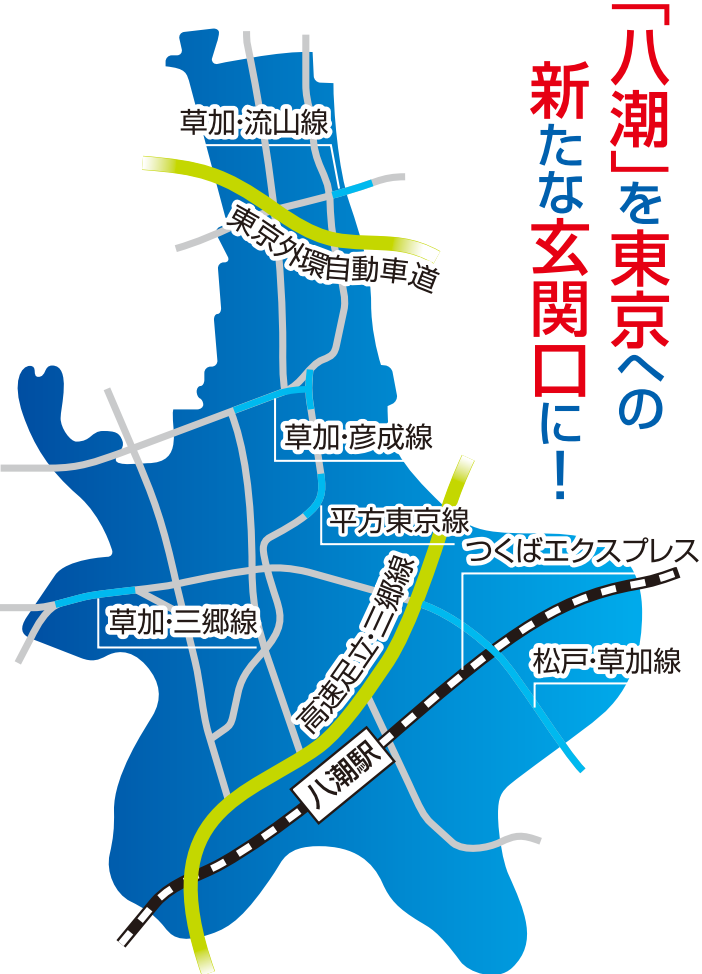 「八潮」を東京への
新たな玄関口に！
草加・流山線
東京外環自動車道
草加・彦成線
平方東京線
つくばエクスプレス
高速足立・三郷線
草加・三郷線
松戸・草加線
八潮駅